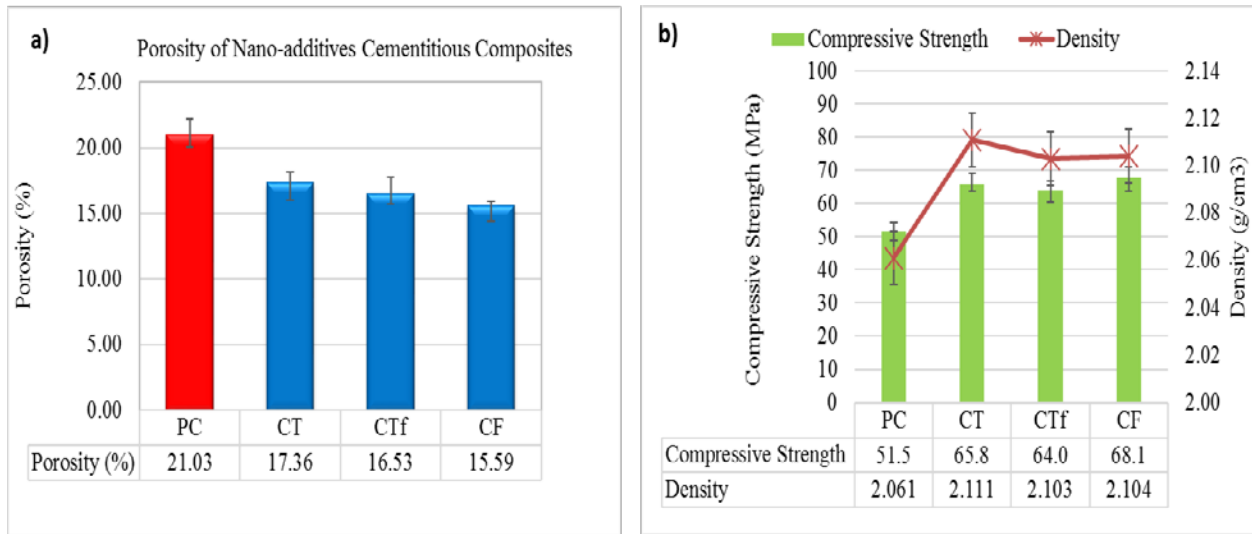 a)
Porosity of Nano-additives Cementitious Composites
25.00
20.00
15.00
10.00
5.00
0.00
Porosity (%)
PC CT CTf CF
Porosity (%) 21.03 17.36 16.53 15.59
b)
Compressive Strength Density
100
90
80
70
60
50
40
30
20
10
0
Compressive Strength (MPa)
2.14
2.12
2.10
2.08
2.06
2.04
2.02
2.00
Density (g/cm3)
PC CT CTf CF
Compressive Strength 51.5 65.8 64.0 68.1
Density 2.061 2.111 2.103 2.104